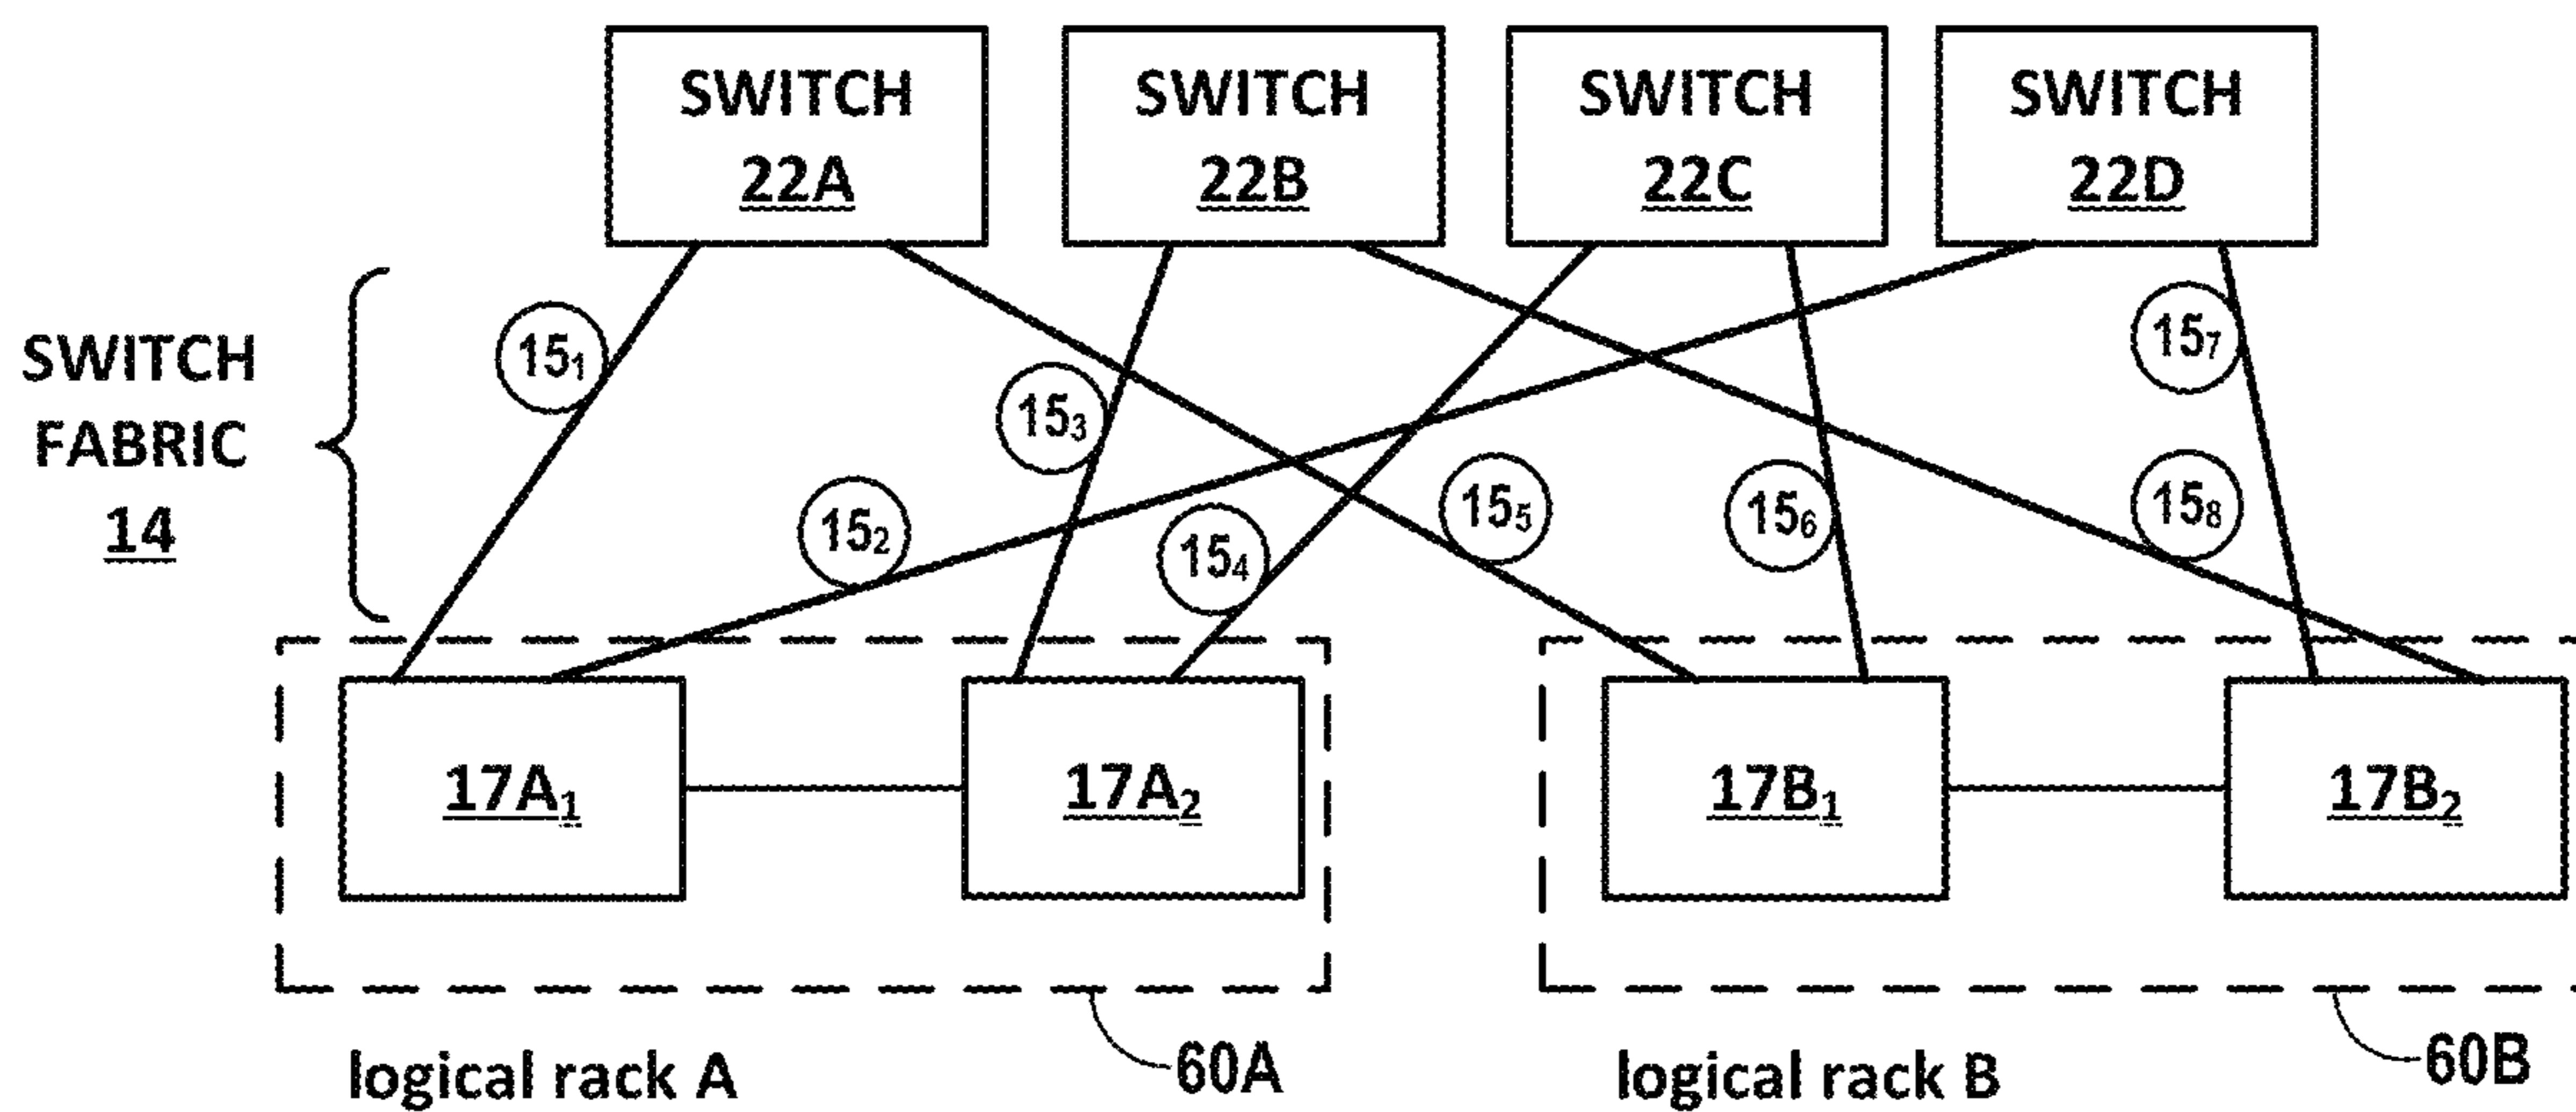 SWITCH
22A
SWITCH
22B
SWITCH
22C
SWITCH
22D
SWITCH
FABRIC
14
15₁
15₂
15₃
15₄
15₅
15₆
15₇
15₈
17A₁
17A₂
17B₁
17B₂
logical rack A
60A
logical rack B
60B